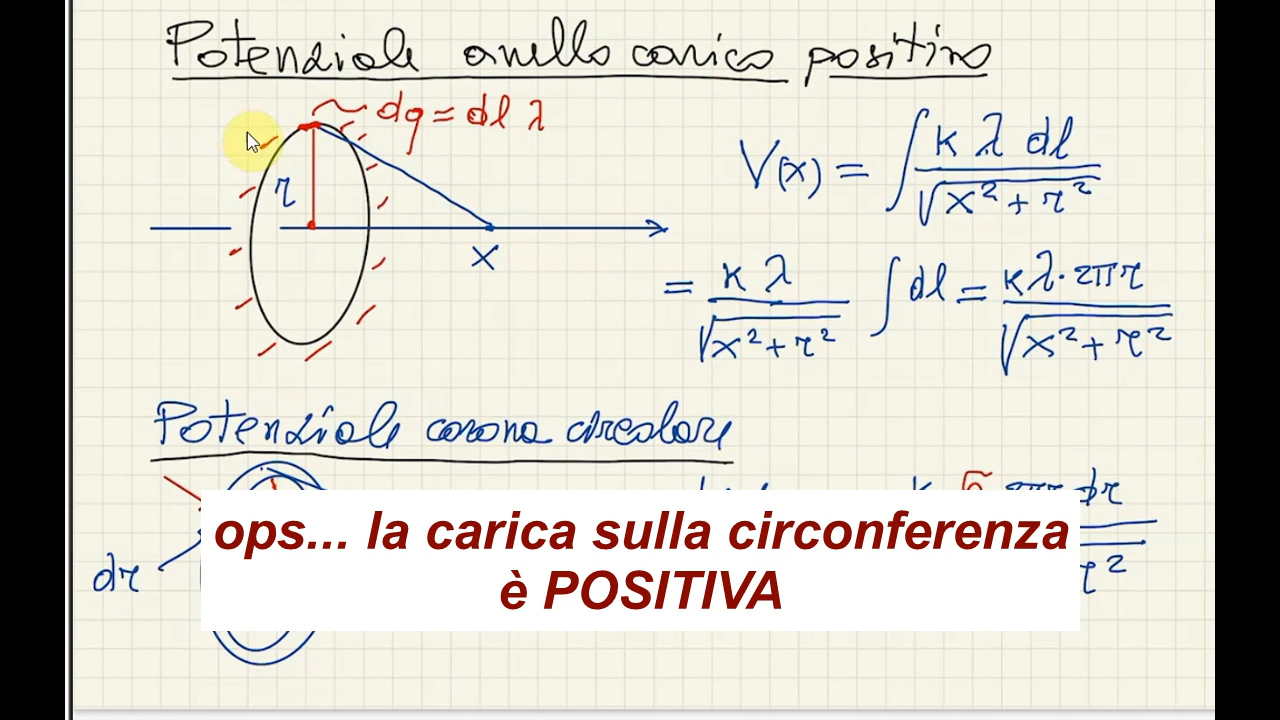 Potenziale anello carico positivo
dq = dl λ
r
x
V(x) = ∫ K λ dl / √x² + r²
= K λ / √x² + r² ∫ dl = K λ · 2πr / √x² + r²
Potenziale corona circolare
dr
ops... la carica sulla circonferenza
è POSITIVA